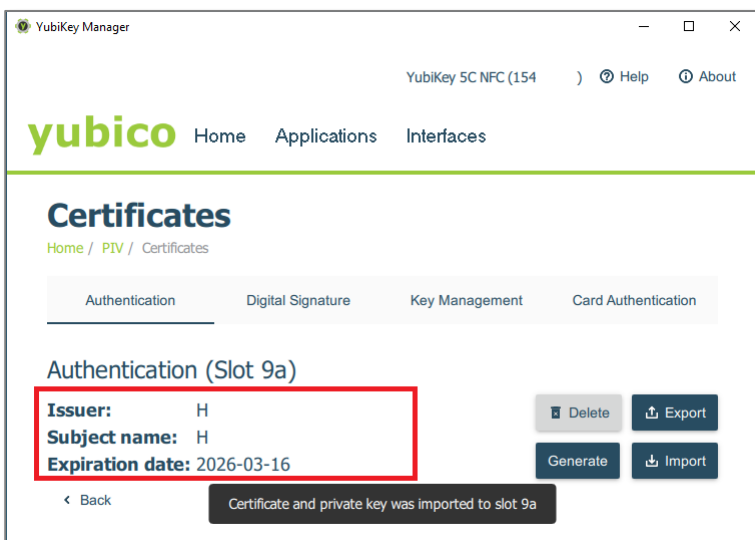 YubiKey Manager
YubiKey 5C NFC (154 ) Help About
yubico Home Applications Interfaces
Certificates
Home / PIV / Certificates
Authentication Digital Signature Key Management Card Authentication
Authentication (Slot 9a)
Issuer: H
Delete Export
Subject name: H
Expiration date: 2026-03-16
Generate Import
Back
Certificate and private key was imported to slot 9a